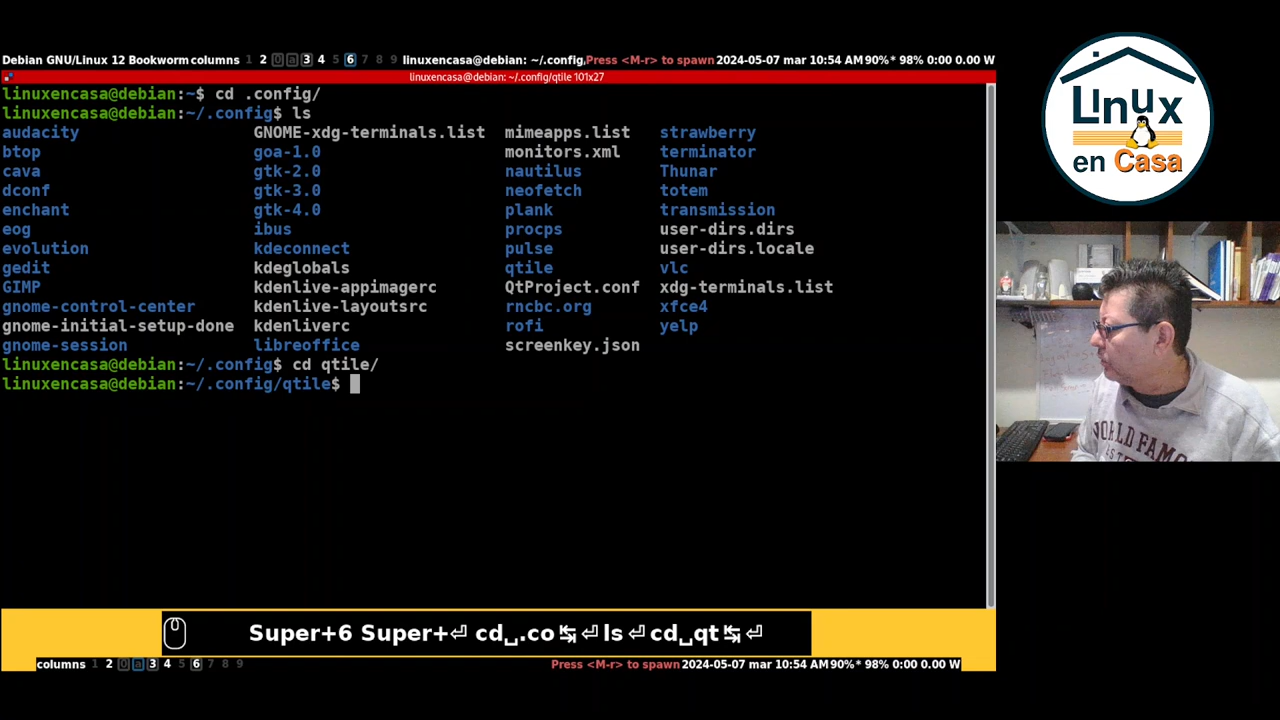 Debian GNU/Linux 12 Bookworm columns 1 2 0 a 3 4 5 6 7 8 9 linuxencasa@debian: ~/.config, Press <M-r> to spawn 2024-05-07 mar 10:54 AM 90%* 98% 0:00 0.00 W
linuxencasa@debian: ~/.config/qtile 101x27
linuxencasa@debian:~$ cd .config/
linuxencasa@debian:~/.config$ ls
audacity GNOME-xdg-terminals.list mimeapps.list strawberry
btop goa-1.0 monitors.xml terminator
cava gtk-2.0 nautilus Thunar
dconf gtk-3.0 neofetch totem
enchant gtk-4.0 plank transmission
eog ibus procps user-dirs.dirs
evolution kdeconnect pulse user-dirs.locale
gedit kdeglobals qtile vlc
GIMP kdenlive-appimagerc QtProject.conf xdg-terminals.list
gnome-control-center kdenlive-layoutsrc rncbc.org xfce4
gnome-initial-setup-done kdenliverc rofi yelp
gnome-session libreoffice screenkey.json
linuxencasa@debian:~/.config$ cd qtile/
linuxencasa@debian:~/.config/qtile$
Super+6 Super+⏎ cd␣.co↹⏎ls⏎cd␣qt↹⏎
columns 1 2 0 a 3 4 5 6 7 8 9 Press <M-r> to spawn 2024-05-07 mar 10:54 AM 90%* 98% 0:00 0.00 W
Linux
en Casa
WORLD FAMO